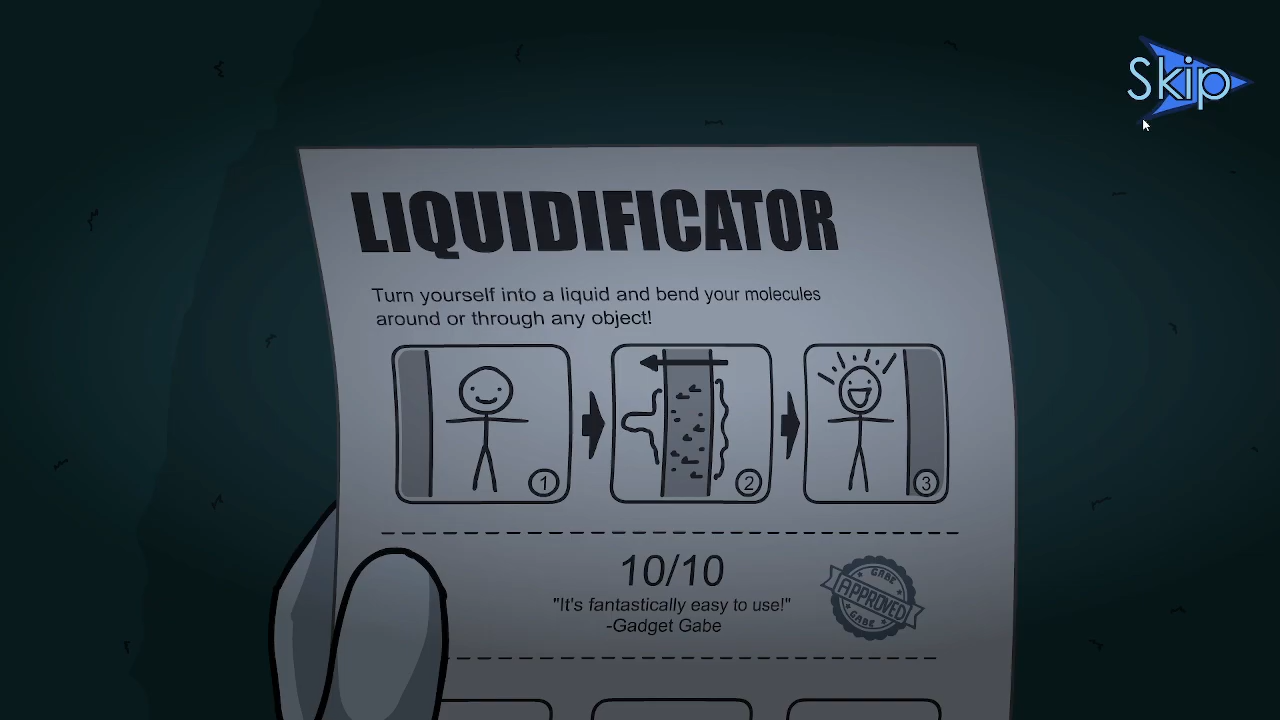 Skip
LIQUIDIFICATOR
Turn yourself into a liquid and bend your molecules
around or through any object!
1
2
3
10/10
"It's fantastically easy to use!"
-Gadget Gabe
GABE
APPROVED
GABE